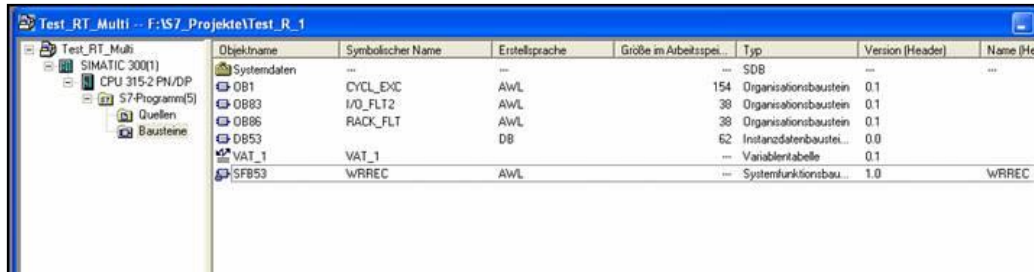 Test_RT_Multi -- F:\S7_Projekte\Test_R_1
Test_RT_Multi
SIMATIC 300(1)
CPU 315-2 PN/DP
S7-Programm(5)
Quellen
Bausteine
Objektname Symbolischer Name Erstellsprache Größe im Arbeitsspei... Typ Version (Header) Name (He
Systemdaten --- --- --- SDB --- ---
OB1 CYCL_EXC AWL 154 Organisationsbaustein 0.1
OB83 I/O_FLT2 AWL 38 Organisationsbaustein 0.1
OB86 RACK_FLT AWL 38 Organisationsbaustein 0.1
DB53 DB 62 Instanzdatenbaustei... 0.0
VAT_1 VAT_1 --- Variablentabelle 0.1
SFB53 WRREC AWL --- Systemfunktionsbau... 1.0 WRREC